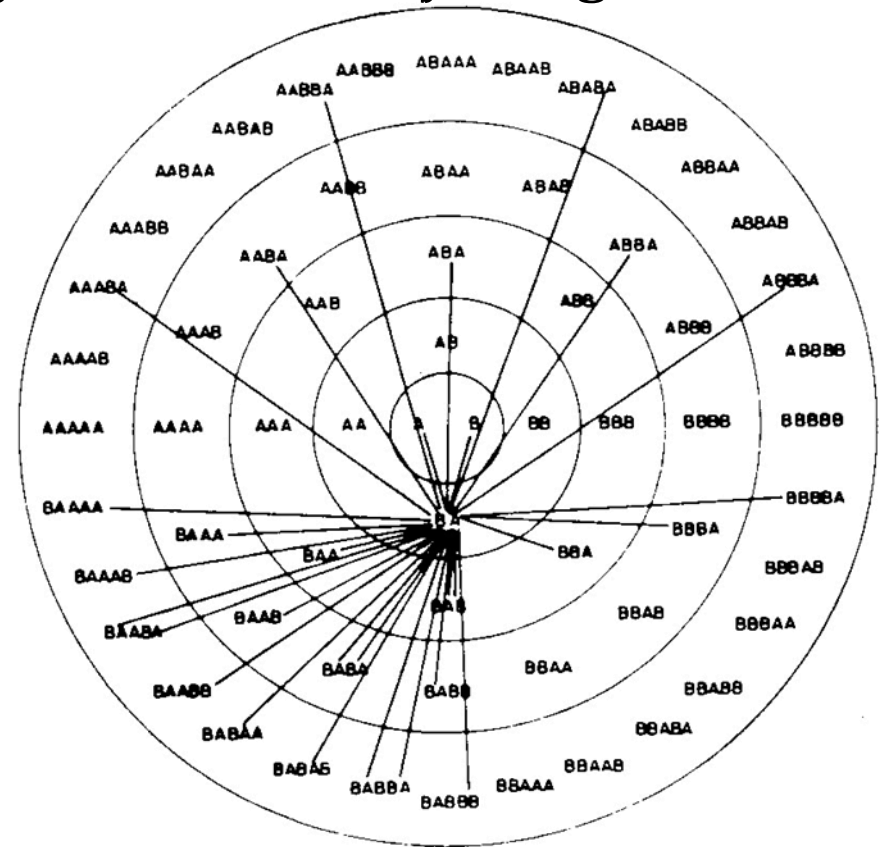 ABAAA
AABBB ABAAB
AABBA ABABA
AABAB ABABB
AABAA ABAA ABBAA
AABB ABAB
AAABB ABBAB
AABA ABA ABBA
AAABA ABBBA
AAB ABB
AAAB AB ABBB
AAAAB ABBBB
AAAAA AAAA AAA AA B BB BBB BBBB BBBBB
BAAAA BBBBA
BAAA BA BBBA
BAA BBA
BAAAB BBBAB
BAAB BAB BBAB
BAABA BBBAA
BABA BBAA
BAABB BABB BBABB
BABAA BBABA
BABAB BBAAB
BABBA BABBB BBAAA